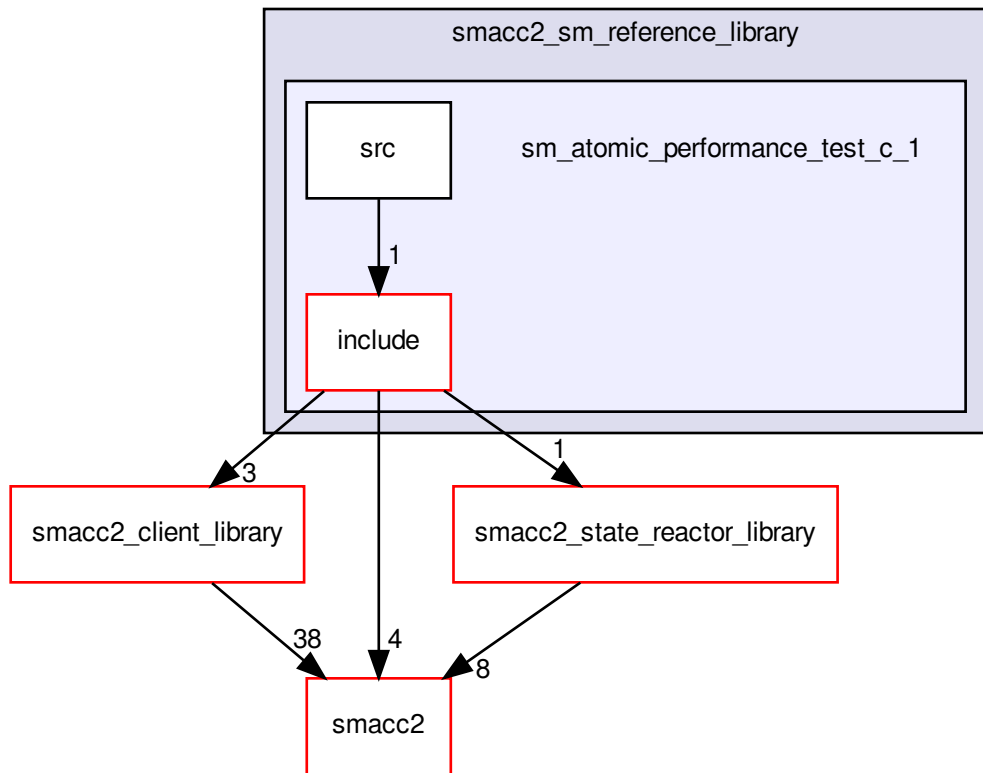 smacc2_sm_reference_library
src
sm_atomic_performance_test_c_1
1
include
1
3
smacc2_client_library
smacc2_state_reactor_library
38
4
8
smacc2